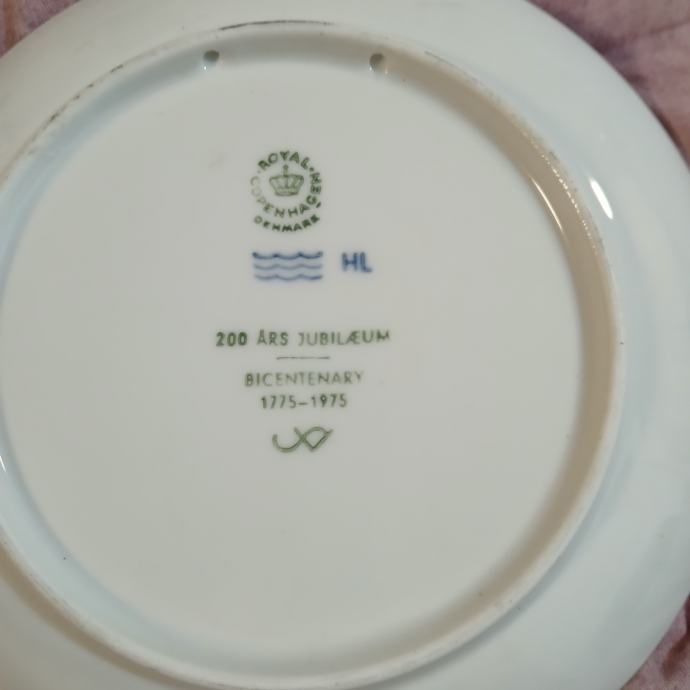 ROYAL COPENHAGEN
DENMARK
HL
200 ÅRS JUBILÆUM
BICENTENARY
1775-1975